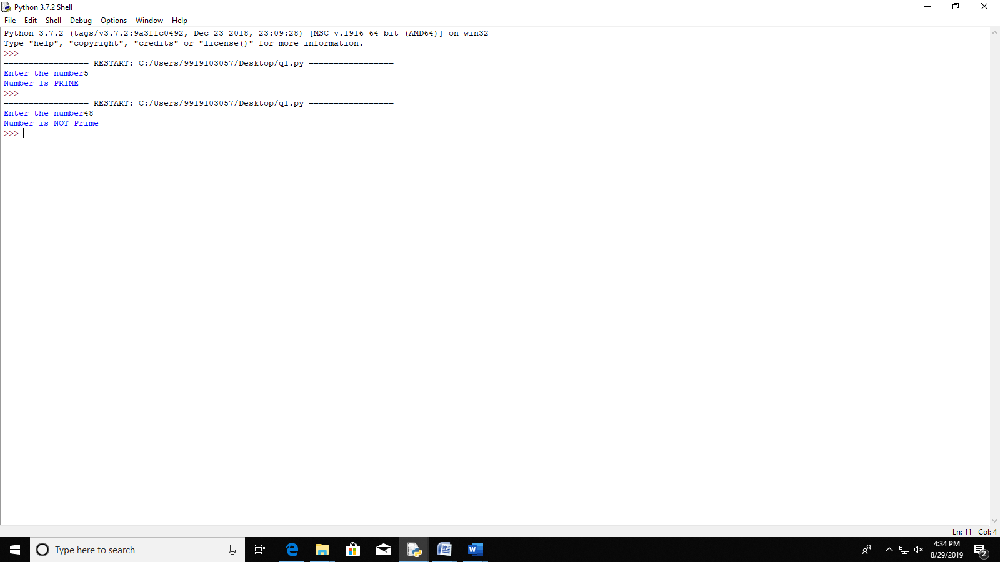 Python 3.7.2 Shell
File Edit Shell Debug Options Window Help
Python 3.7.2 (tags/v3.7.2:9a3ffc0492, Dec 23 2018, 23:09:28) [MSC v.1916 64 bit (AMD64)] on win32
Type "help", "copyright", "credits" or "license()" for more information.
>>>
================= RESTART: C:/Users/9919103057/Desktop/q1.py =================
Enter the number5
Number Is PRIME
>>>
================= RESTART: C:/Users/9919103057/Desktop/q1.py =================
Enter the number48
Number is NOT Prime
>>>
Ln: 11 Col: 4
Type here to search
4:34 PM
8/29/2019
2